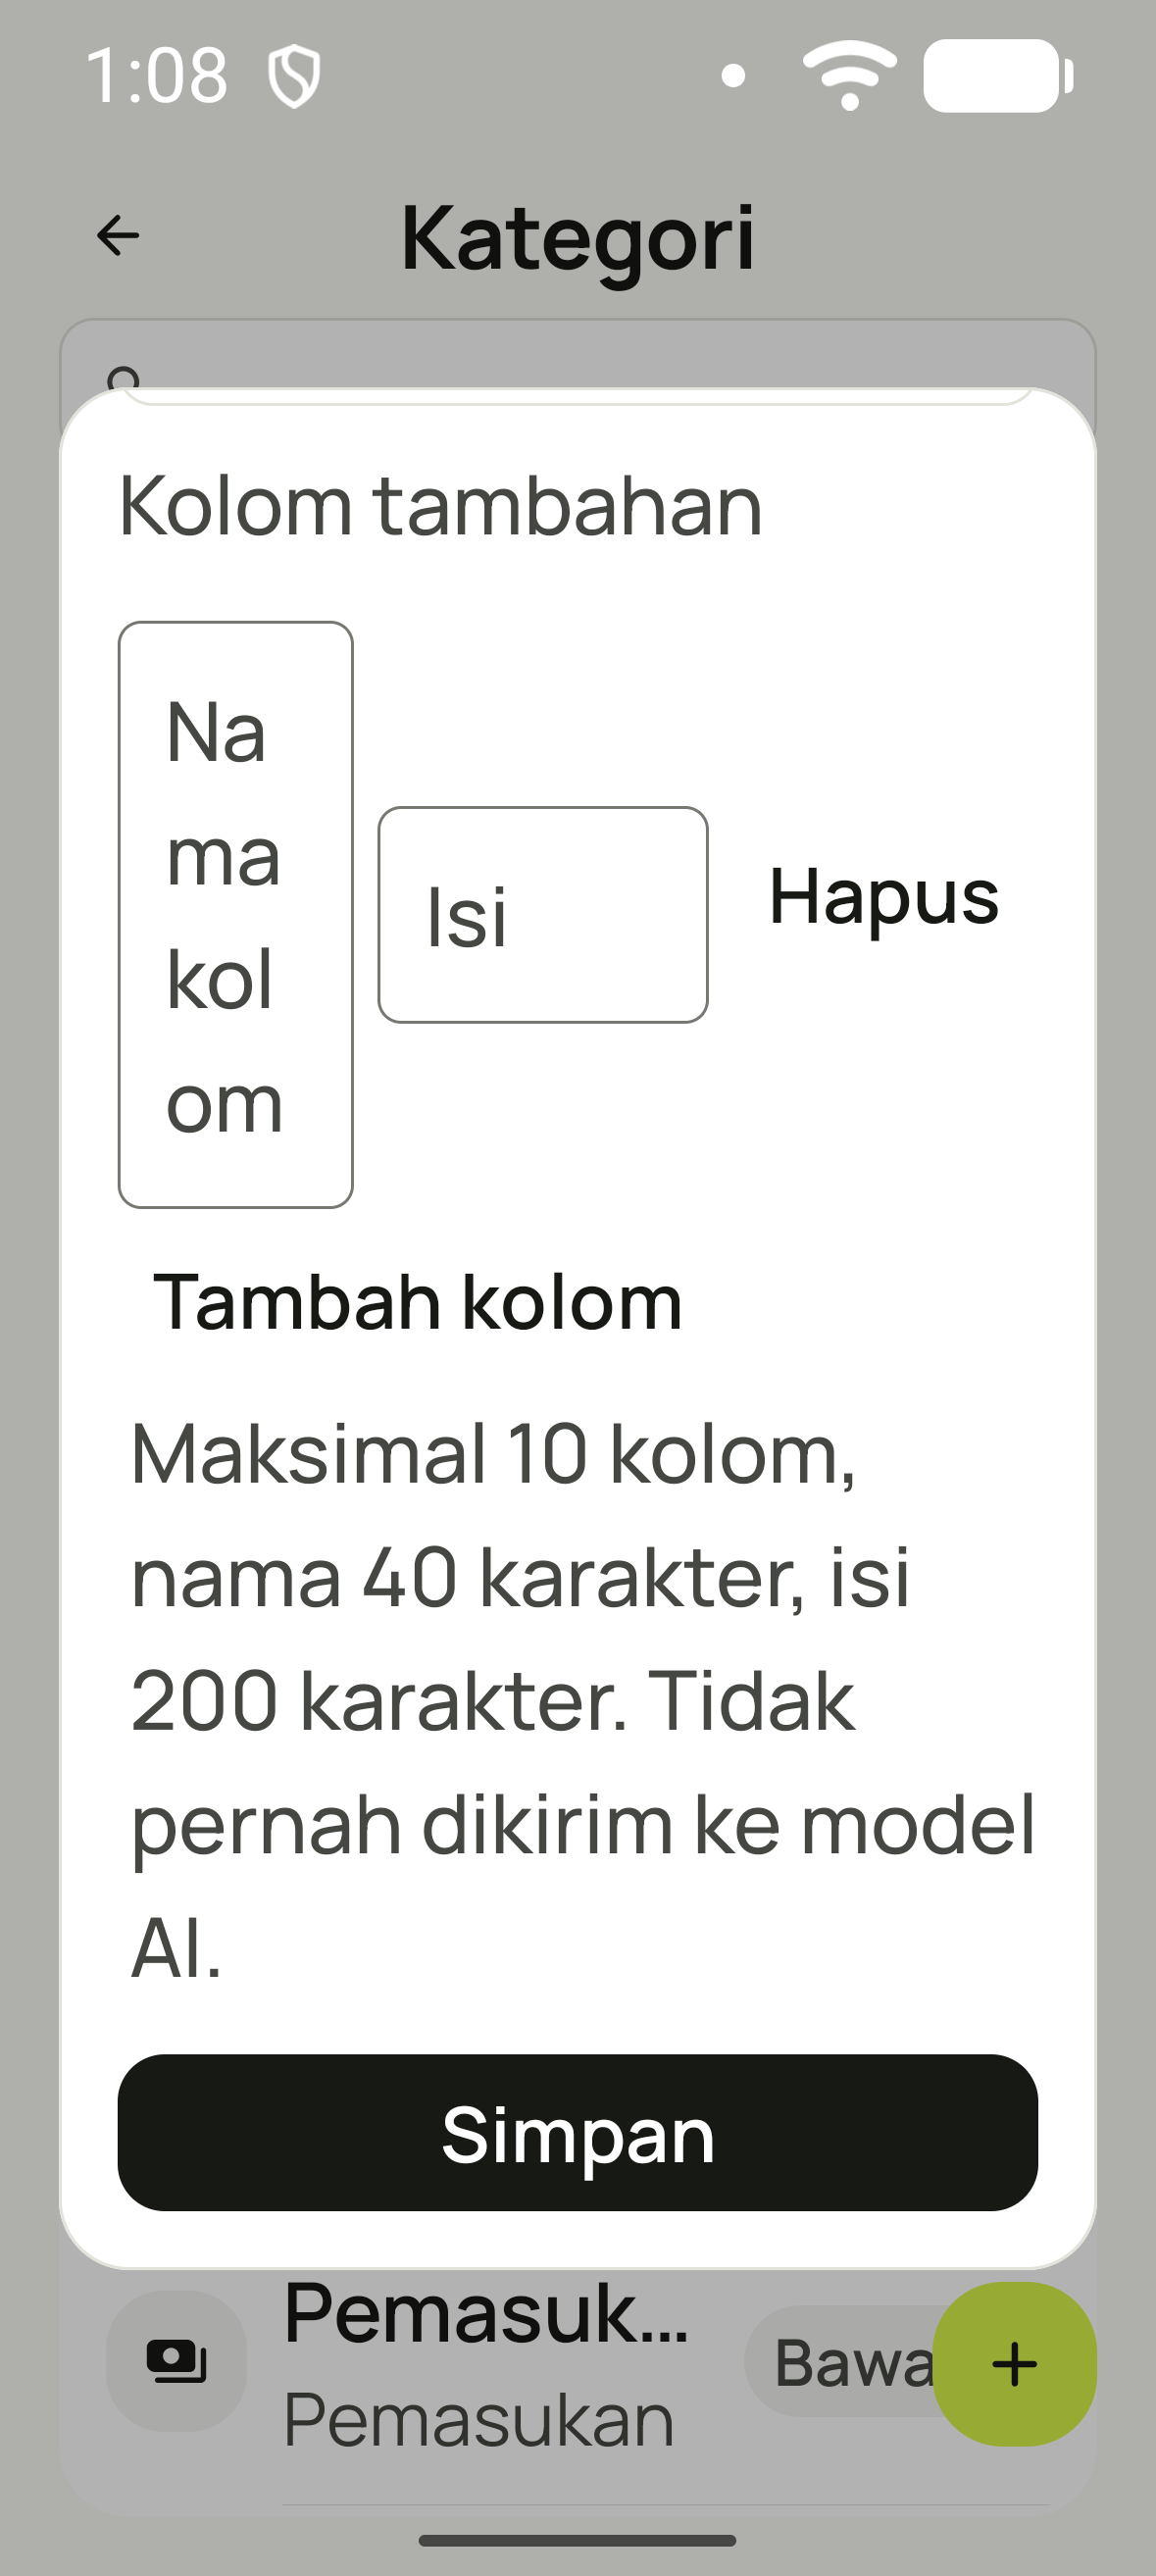 1:08
Kategori
Kolom tambahan
Na
ma
kol
om
Isi
Hapus
Tambah kolom
Maksimal 10 kolom,
nama 40 karakter, isi
200 karakter. Tidak
pernah dikirim ke model
AI.
Simpan
Pemasuk...
Pemasukan
Bawa